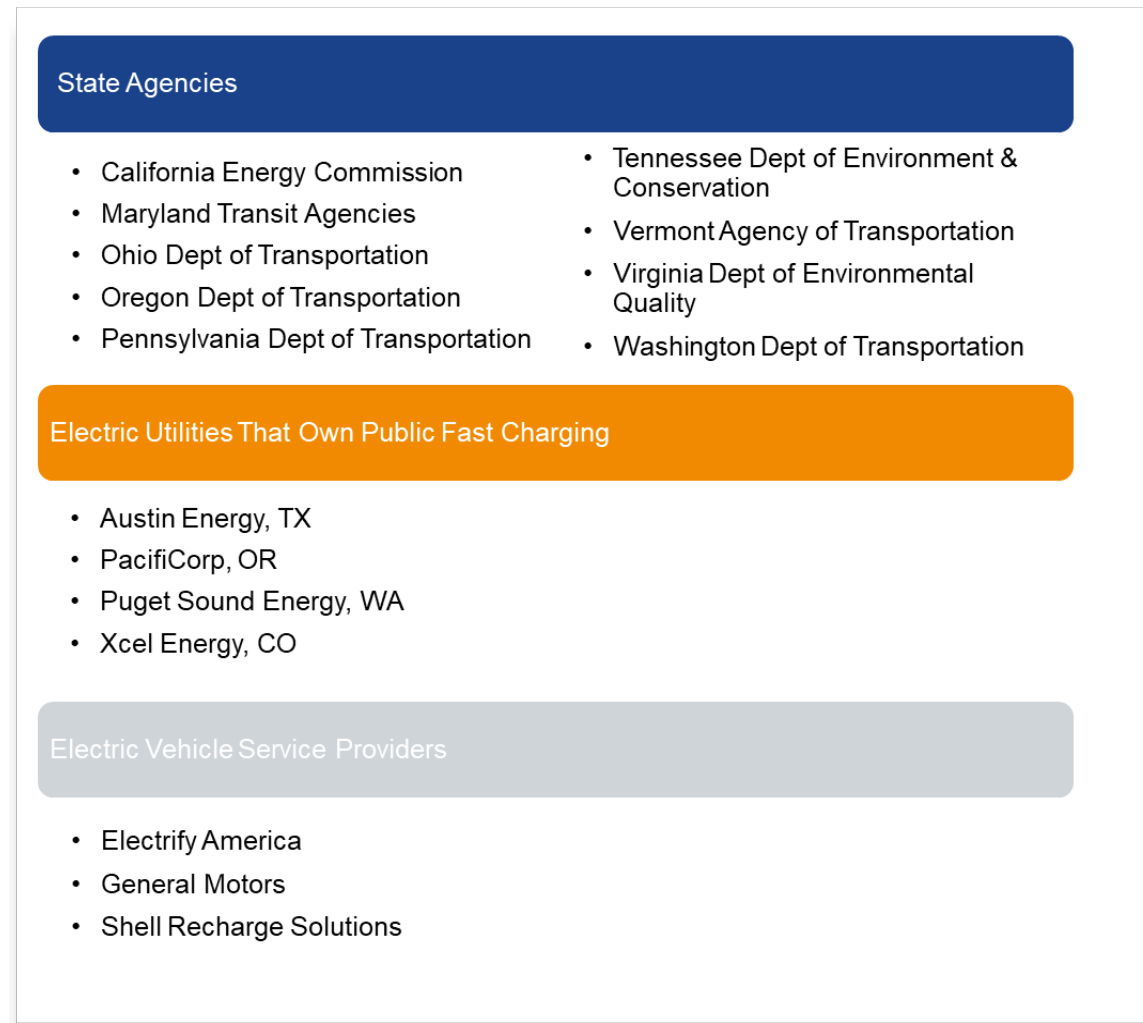 State Agencies
• California Energy Commission
• Maryland Transit Agencies
• Ohio Dept of Transportation
• Oregon Dept of Transportation
• Pennsylvania Dept of Transportation
• Tennessee Dept of Environment &
Conservation
• Vermont Agency of Transportation
• Virginia Dept of Environmental
Quality
• Washington Dept of Transportation
Electric Utilities That Own Public Fast Charging
• Austin Energy, TX
• PacifiCorp, OR
• Puget Sound Energy, WA
• Xcel Energy, CO
Electric Vehicle Service Providers
• Electrify America
• General Motors
• Shell Recharge Solutions